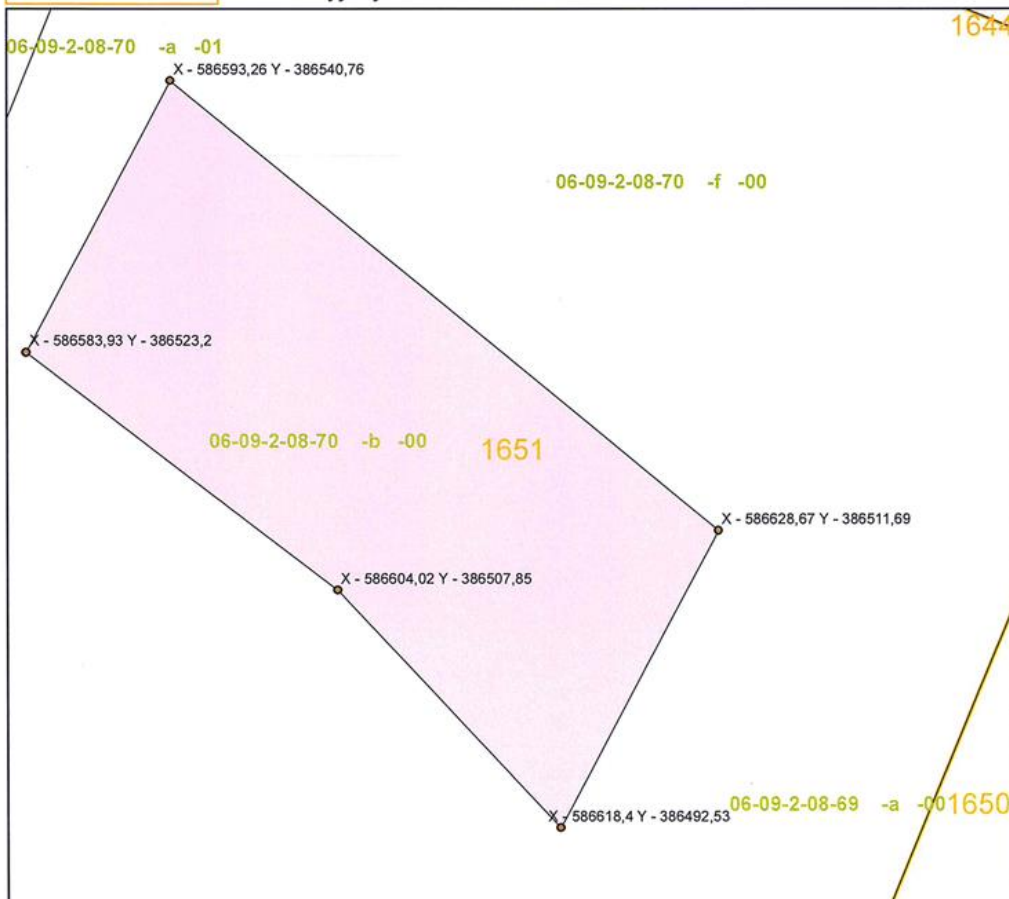 1644
06-09-2-08-70 -a -01
X - 586593,26 Y - 386540,76
06-09-2-08-70 -f -00
X - 586583,93 Y - 386523,2
06-09-2-08-70 -b -00 1651
X - 586628,67 Y - 386511,69
X - 586604,02 Y - 386507,85
06-09-2-08-69 -a -00 1650
X - 586618,4 Y - 386492,53